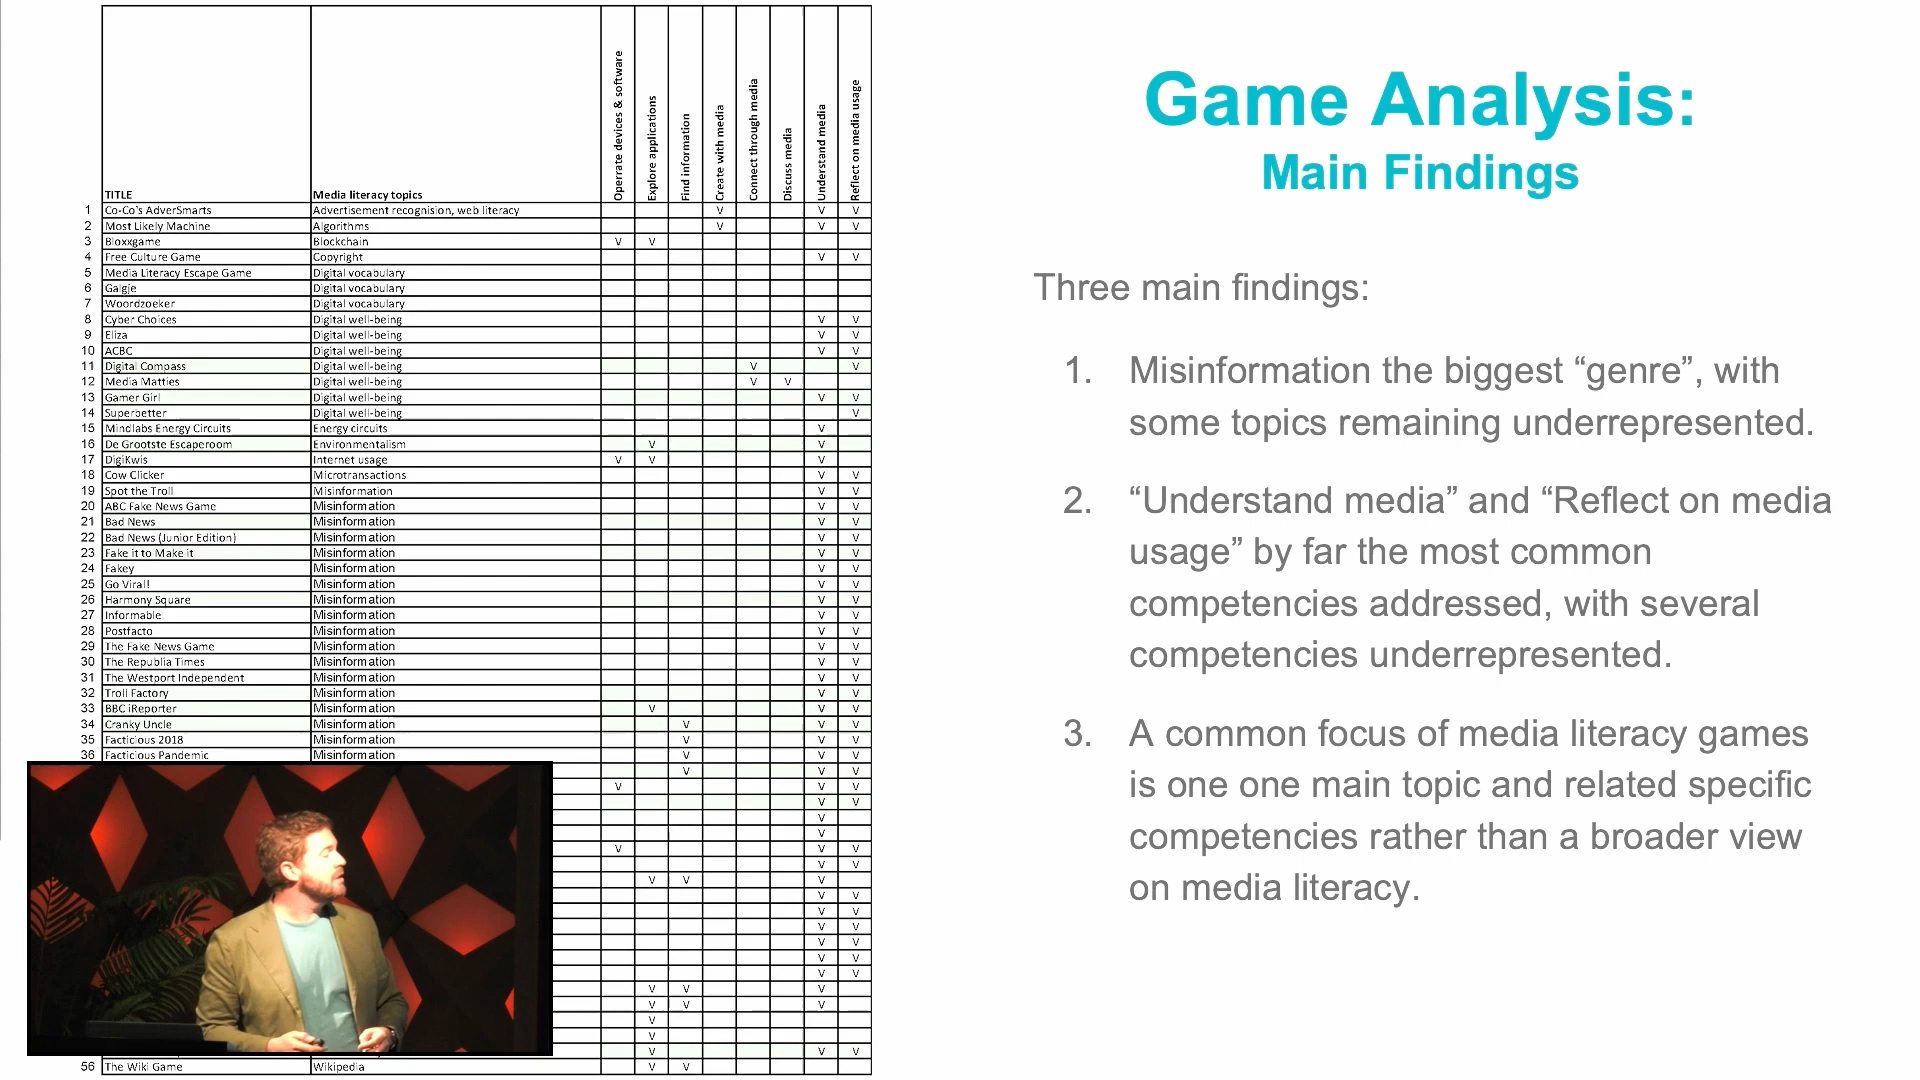 Operrate devices & software
Explore applications
Find information
Create with media
Connect through media
Discuss media
Understand media
Reflect on media usage
TITLE Media literacy topics
1 Co-Co's AdverSmarts Advertisement recognision, web literacy V V V
2 Most Likely Machine Algorithms V V V
3 Bloxxgame Blockchain V V
4 Free Culture Game Copyright V V
5 Media Literacy Escape Game Digital vocabulary
6 Galgje Digital vocabulary
7 Woordzoeker Digital vocabulary
8 Cyber Choices Digital well-being V V
9 Eliza Digital well-being V V
10 ACBC Digital well-being V V
11 Digital Compass Digital well-being V V
12 Media Matties Digital well-being V V
13 Gamer Girl Digital well-being V V
14 Superbetter Digital well-being V
15 Mindlabs Energy Circuits Energy circuits V
16 De Grootste Escaperoom Environmentalism V V
17 DigiKwis Internet usage V V V
18 Cow Clicker Microtransactions V V
19 Spot the Troll Misinformation V V
20 ABC Fake News Game Misinformation V V
21 Bad News Misinformation V V
22 Bad News (Junior Edition) Misinformation V V
23 Fake it to Make it Misinformation V V
24 Fakey Misinformation V V
25 Go Viral! Misinformation V V
26 Harmony Square Misinformation V V
27 Informable Misinformation V V
28 Postfacto Misinformation V V
29 The Fake News Game Misinformation V V
30 The Republia Times Misinformation V V
31 The Westport Independent Misinformation V V
32 Troll Factory Misinformation V V
33 BBC iReporter Misinformation V V V
34 Cranky Uncle Misinformation V V V
35 Facticious 2018 Misinformation V V V
36 Facticious Pandemic Misinformation V V V
V V V
V V V
V V
V
V
V V V
V V
V V V
V V
V V
V V
V V
V V
V V
V V V
V V V
V
V
V V V
56 The Wiki Game Wikipedia V V
Game Analysis:
Main Findings
Three main findings:
1. Misinformation the biggest “genre”, with
some topics remaining underrepresented.
2. “Understand media” and “Reflect on media
usage” by far the most common
competencies addressed, with several
competencies underrepresented.
3. A common focus of media literacy games
is one one main topic and related specific
competencies rather than a broader view
on media literacy.